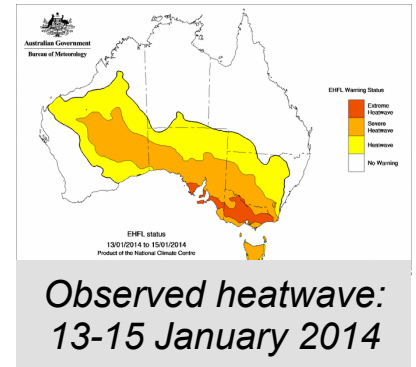 Australian Government
Bureau of Meteorology
EHFL Warning Status
Extreme
Heatwave
Severe
Heatwave
Heatwave
No Warning
EHFL status
13/01/2014 to 15/01/2014
Product of the National Climate Centre
Observed heatwave:
13-15 January 2014